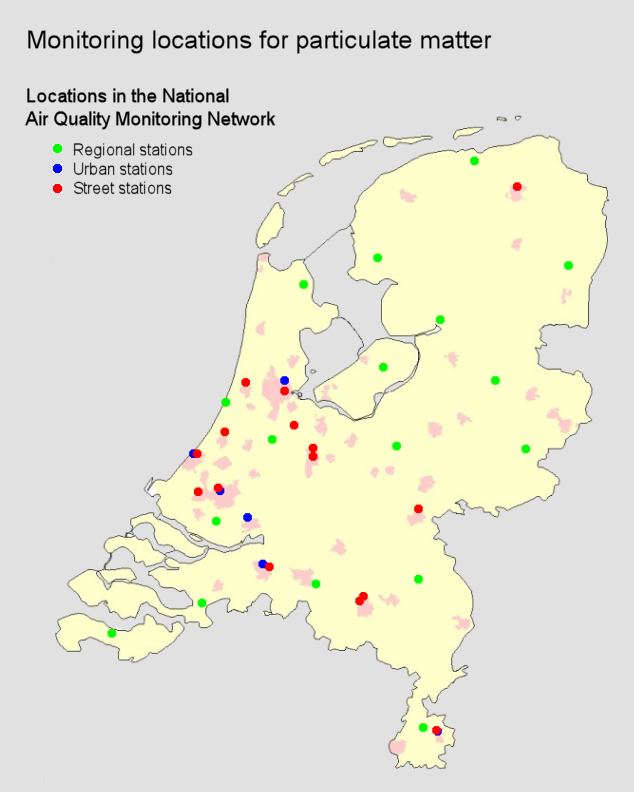 Monitoring locations for particulate matter
Locations in the National
Air Quality Monitoring Network
Regional stations
Urban stations
Street stations